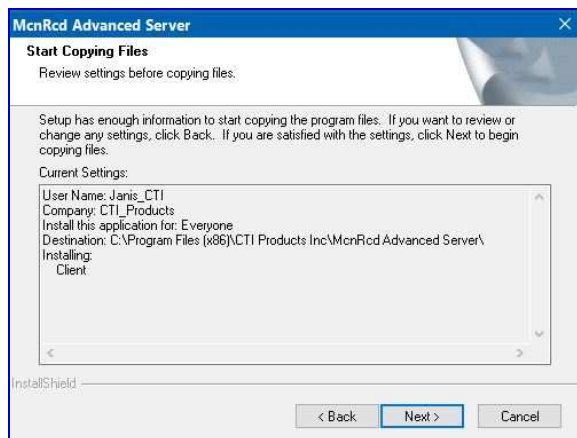 McnRcd Advanced Server
Start Copying Files
Review settings before copying files.
Setup has enough information to start copying the program files. If you want to review or
change any settings, click Back. If you are satisfied with the settings, click Next to begin
copying files.
Current Settings:
User Name: Janis_CTI
Company: CTI_Products
Install this application for: Everyone
Destination: C:\Program Files (x86)\CTI Products Inc\McnRcd Advanced Server\
Installing:
Client
InstallShield
< Back Next > Cancel